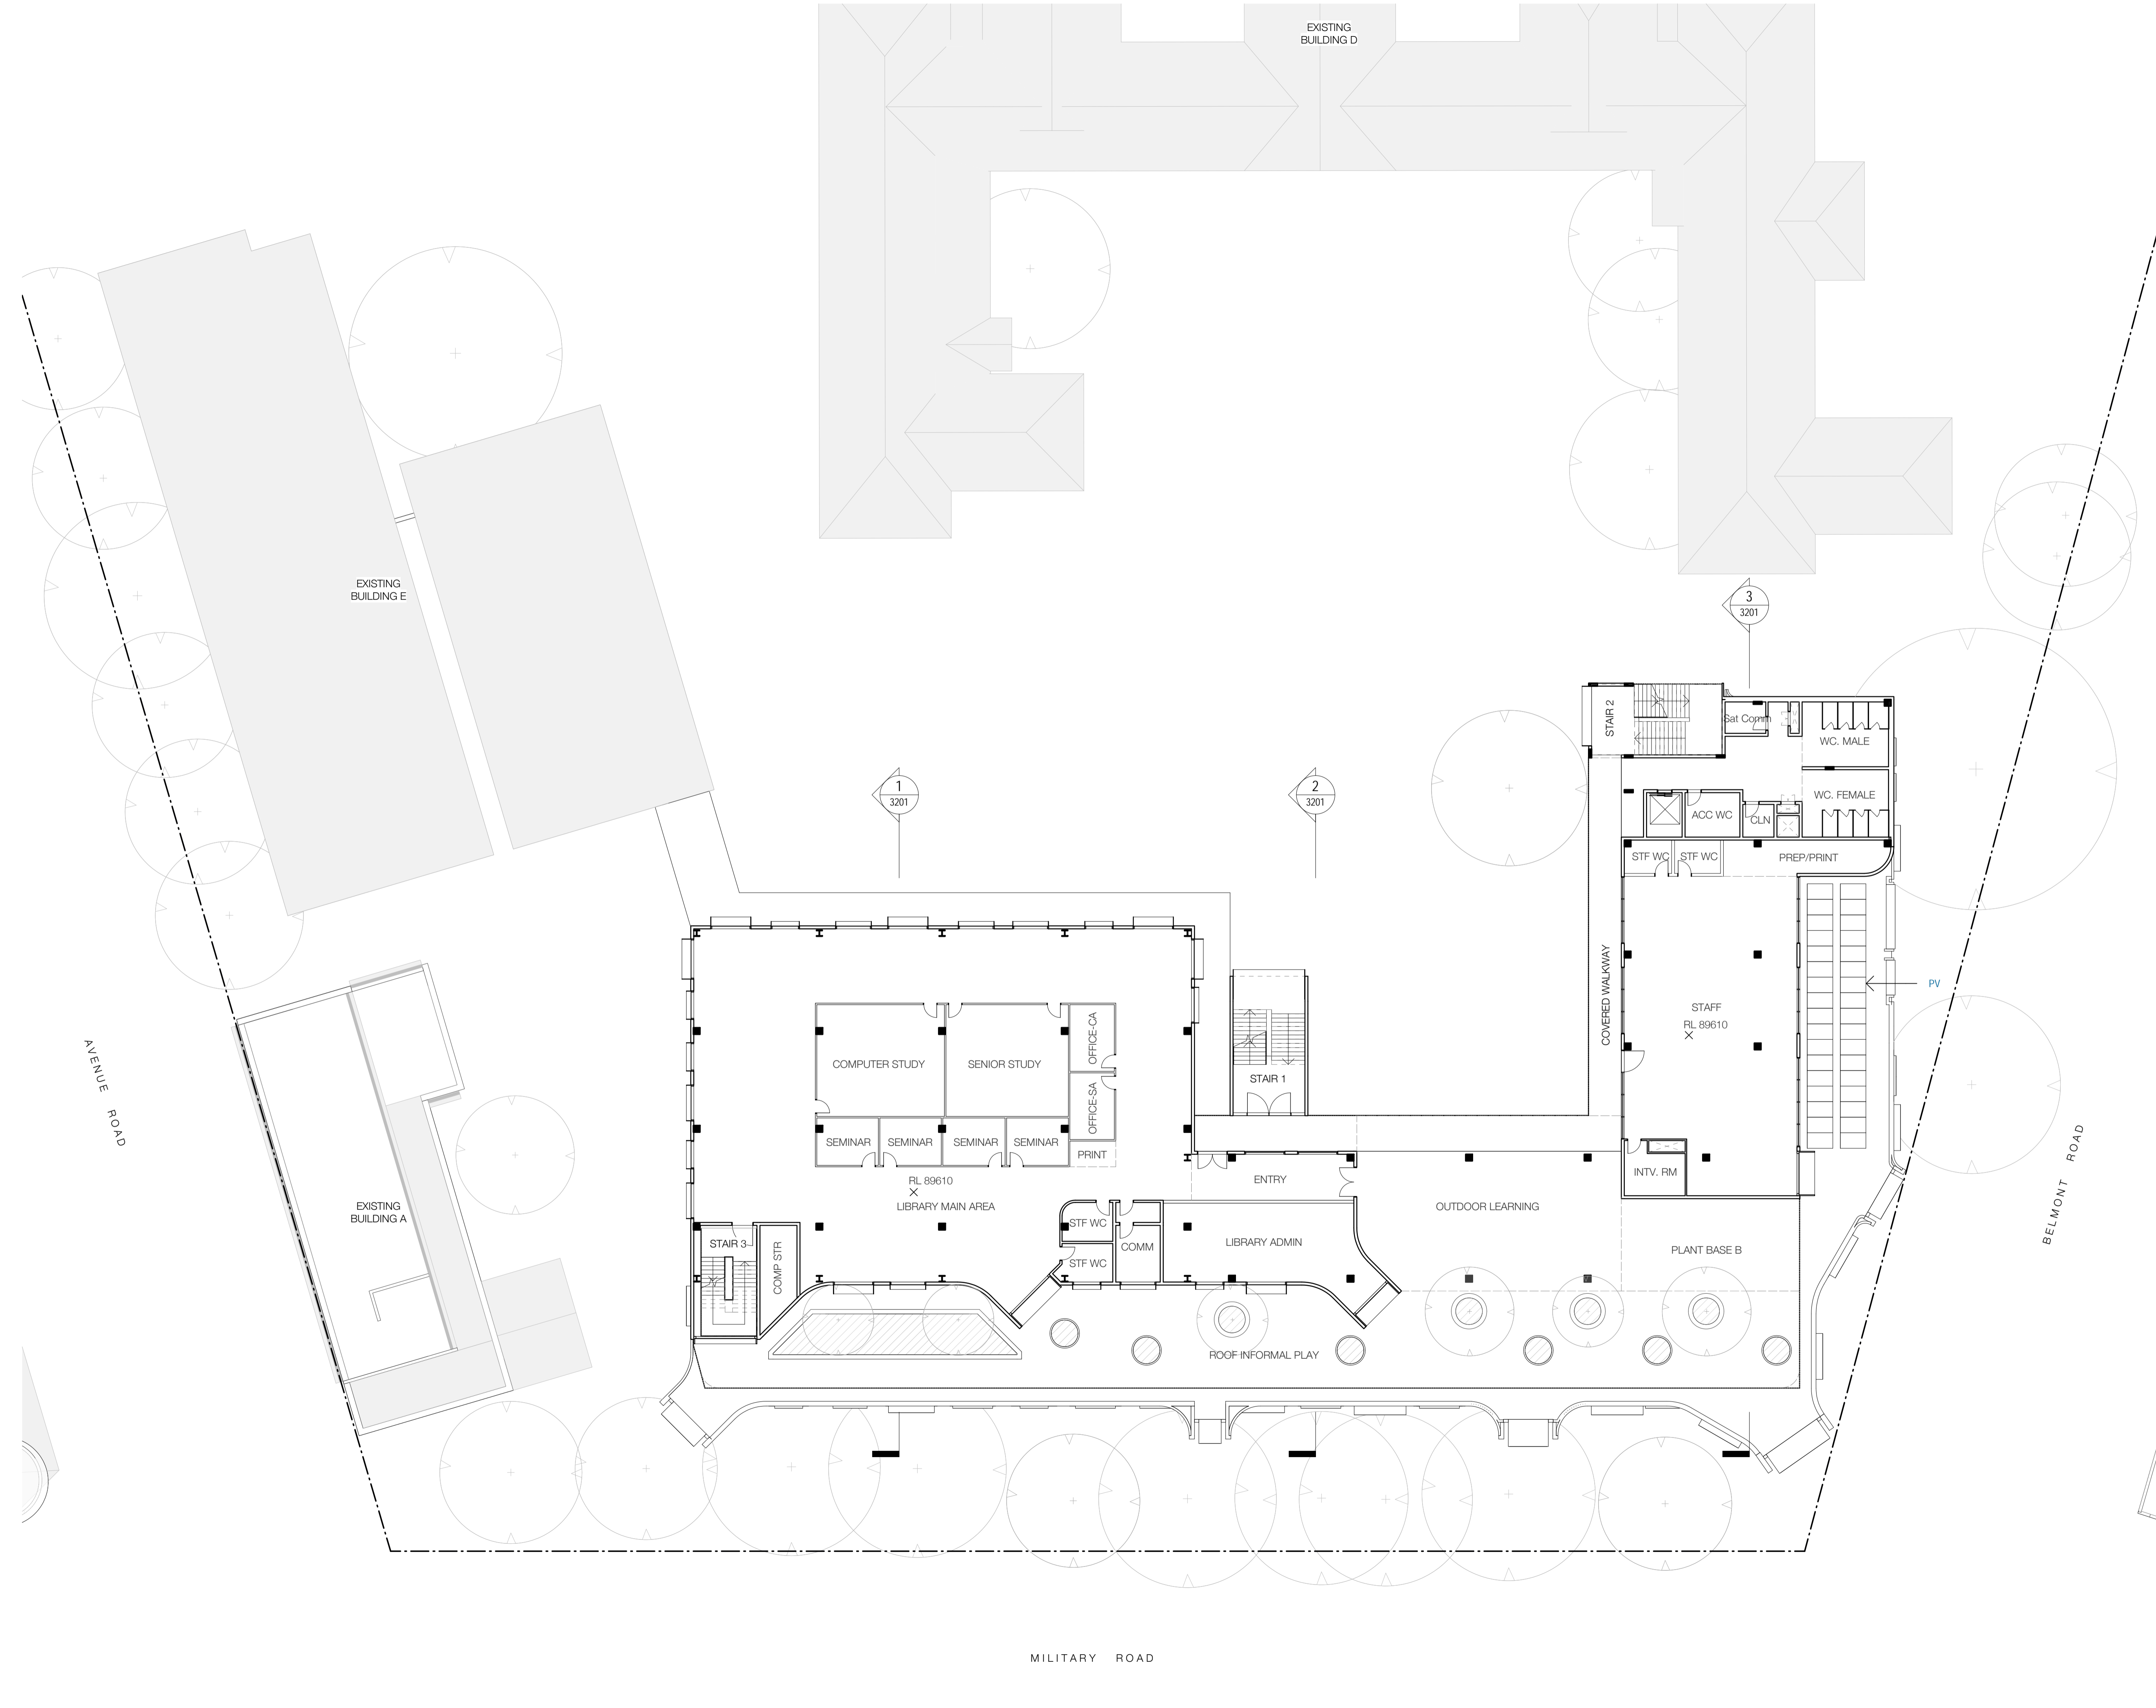 EXISTING
BUILDING D
EXISTING
BUILDING E
3
3201
1
3201
2
3201
STAIR 2
Sat Comm
WC. MALE
WC. FEMALE
ACC WC
CLN
STF WC
STF WC
PREP/PRINT
COVERED WALKWAY
STAFF
RL 89610
PV
INTV. RM
COMPUTER STUDY
SENIOR STUDY
OFFICE-CA
OFFICE-SA
STAIR 1
SEMINAR
SEMINAR
SEMINAR
SEMINAR
PRINT
RL 89610
LIBRARY MAIN AREA
ENTRY
OUTDOOR LEARNING
STAIR 3
COMP STR
STF WC
STF WC
COMM
LIBRARY ADMIN
PLANT BASE B
ROOF INFORMAL PLAY
EXISTING
BUILDING A
AVENUE ROAD
BELMONT ROAD
MILITARY ROAD